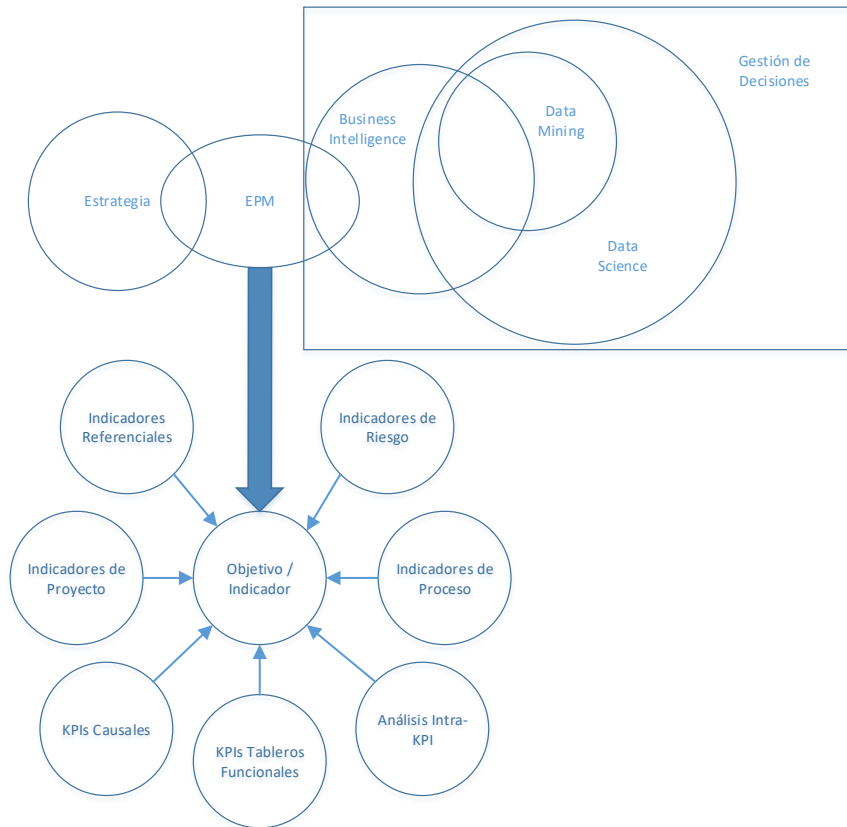 Gestión de
Decisiones
Business
Intelligence
Data
Mining
Estrategia
EPM
Data
Science
Indicadores
Referenciales
Indicadores de
Riesgo
Indicadores de
Proyecto
Objetivo /
Indicador
Indicadores de
Proceso
KPIs Causales
KPIs Tableros
Funcionales
Análisis Intra-
KPI